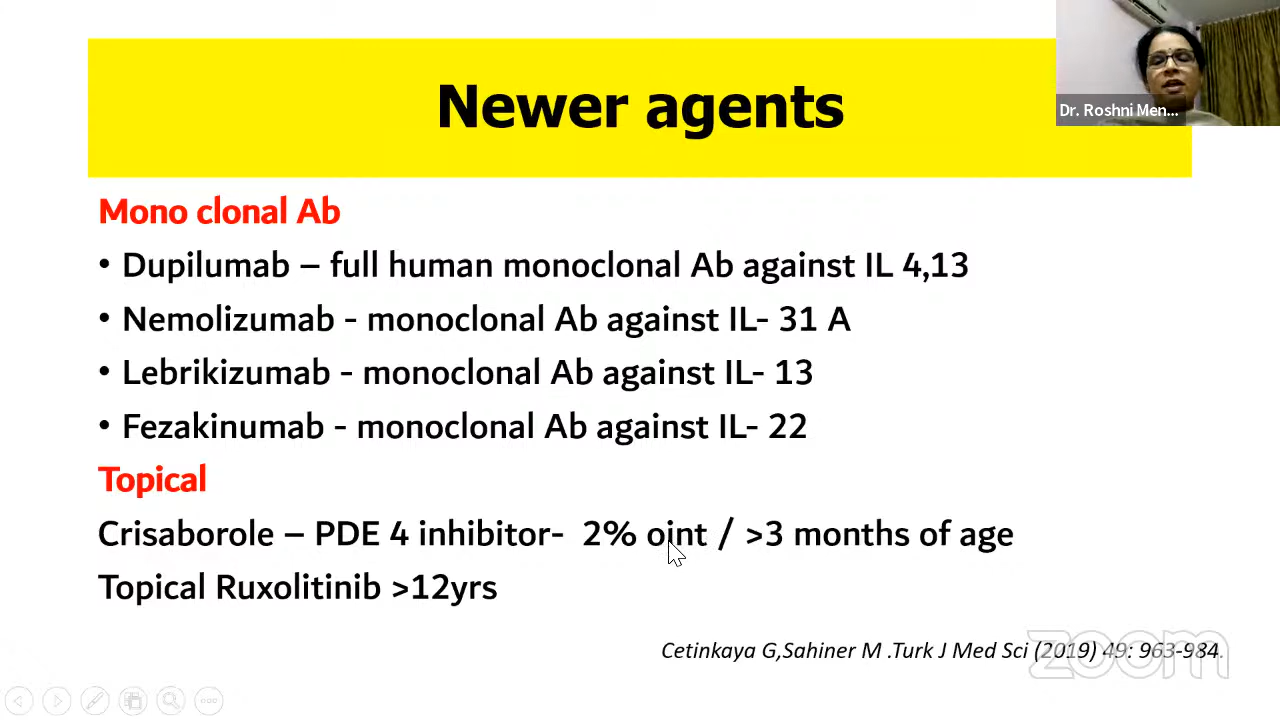 Newer agents
Dr. Roshni Men...
Mono clonal Ab
• Dupilumab – full human monoclonal Ab against IL 4,13
• Nemolizumab - monoclonal Ab against IL- 31 A
• Lebrikizumab - monoclonal Ab against IL- 13
• Fezakinumab - monoclonal Ab against IL- 22
Topical
Crisaborole – PDE 4 inhibitor- 2% oint / >3 months of age
Topical Ruxolitinib >12yrs
Cetinkaya G,Sahiner M .Turk J Med Sci (2019) 49: 963-984.
zoom